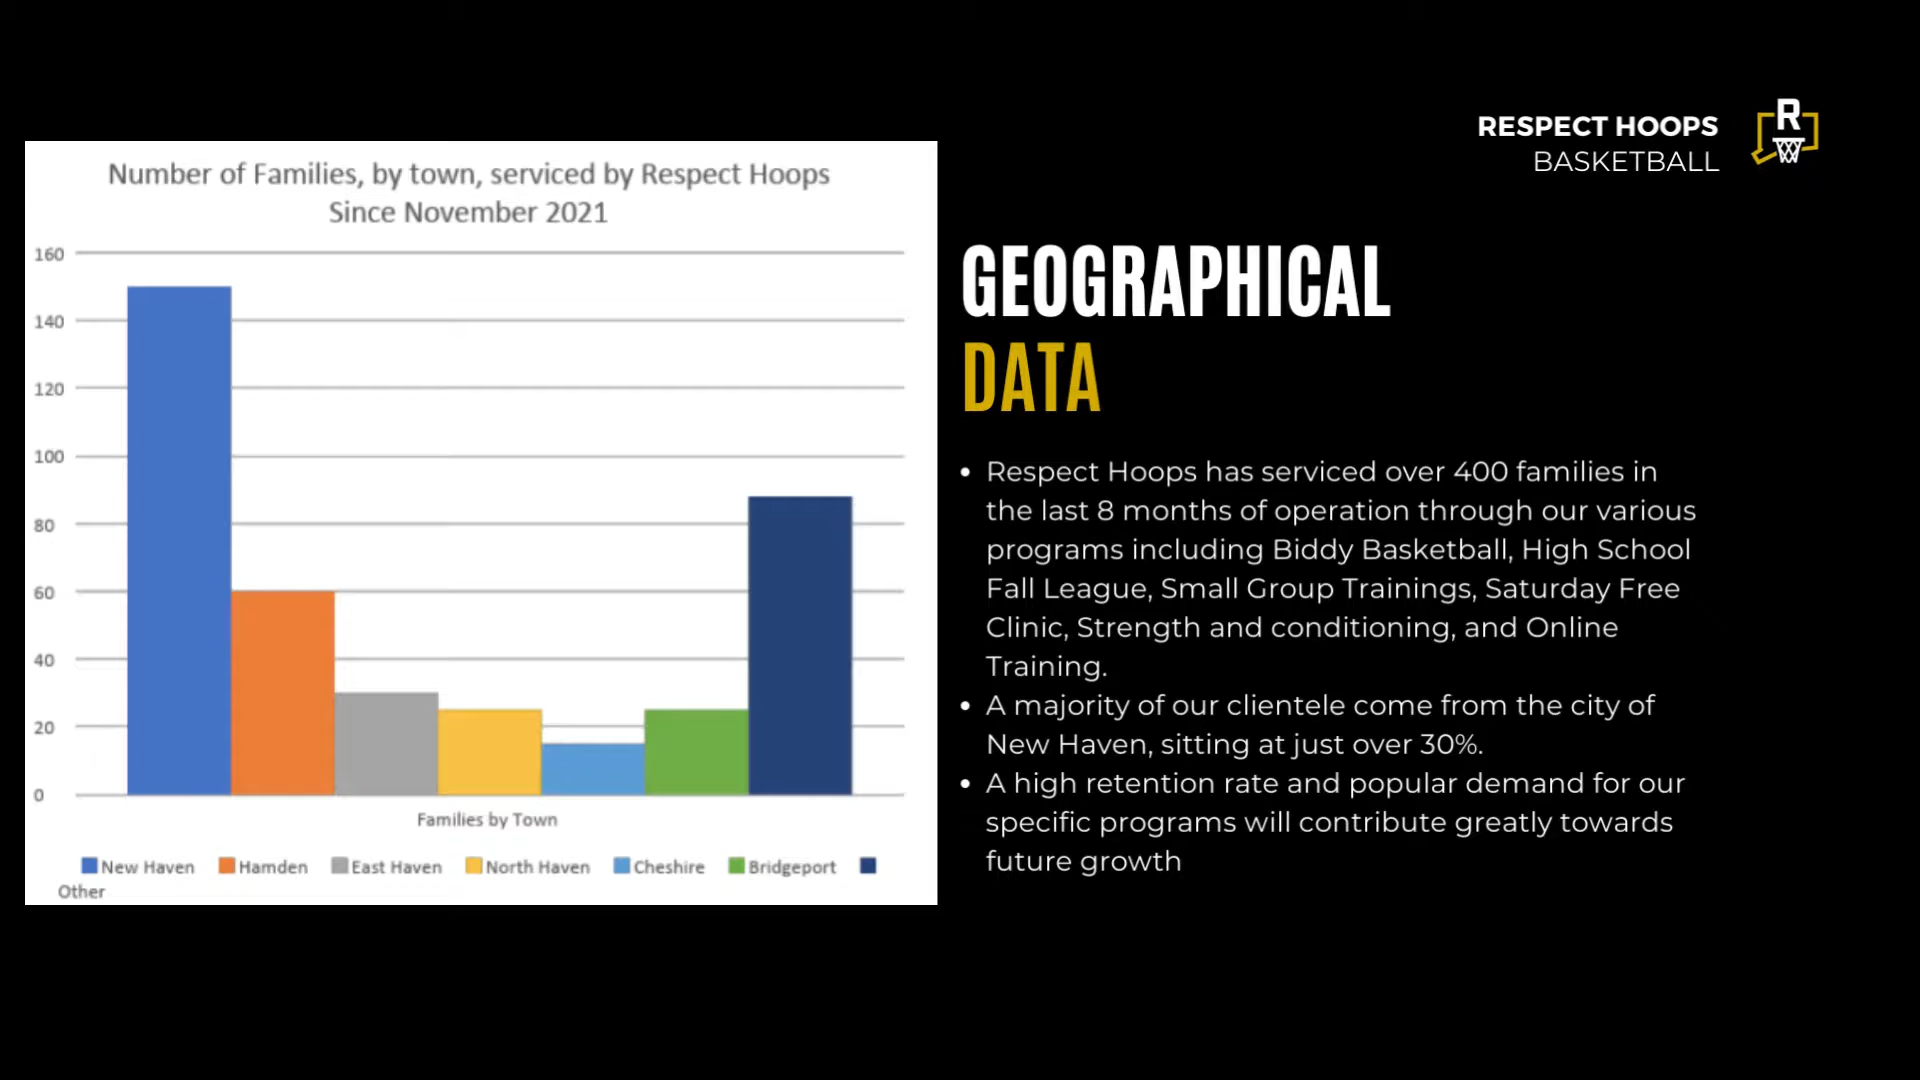 RESPECT HOOPS
BASKETBALL
R
Number of Families, by town, serviced by Respect Hoops
Since November 2021
160
140
120
100
80
60
40
20
0
Families by Town
New Haven Hamden East Haven North Haven Cheshire Bridgeport
Other
GEOGRAPHICAL
DATA
• Respect Hoops has serviced over 400 families in
the last 8 months of operation through our various
programs including Biddy Basketball, High School
Fall League, Small Group Trainings, Saturday Free
Clinic, Strength and conditioning, and Online
Training.
• A majority of our clientele come from the city of
New Haven, sitting at just over 30%.
• A high retention rate and popular demand for our
specific programs will contribute greatly towards
future growth